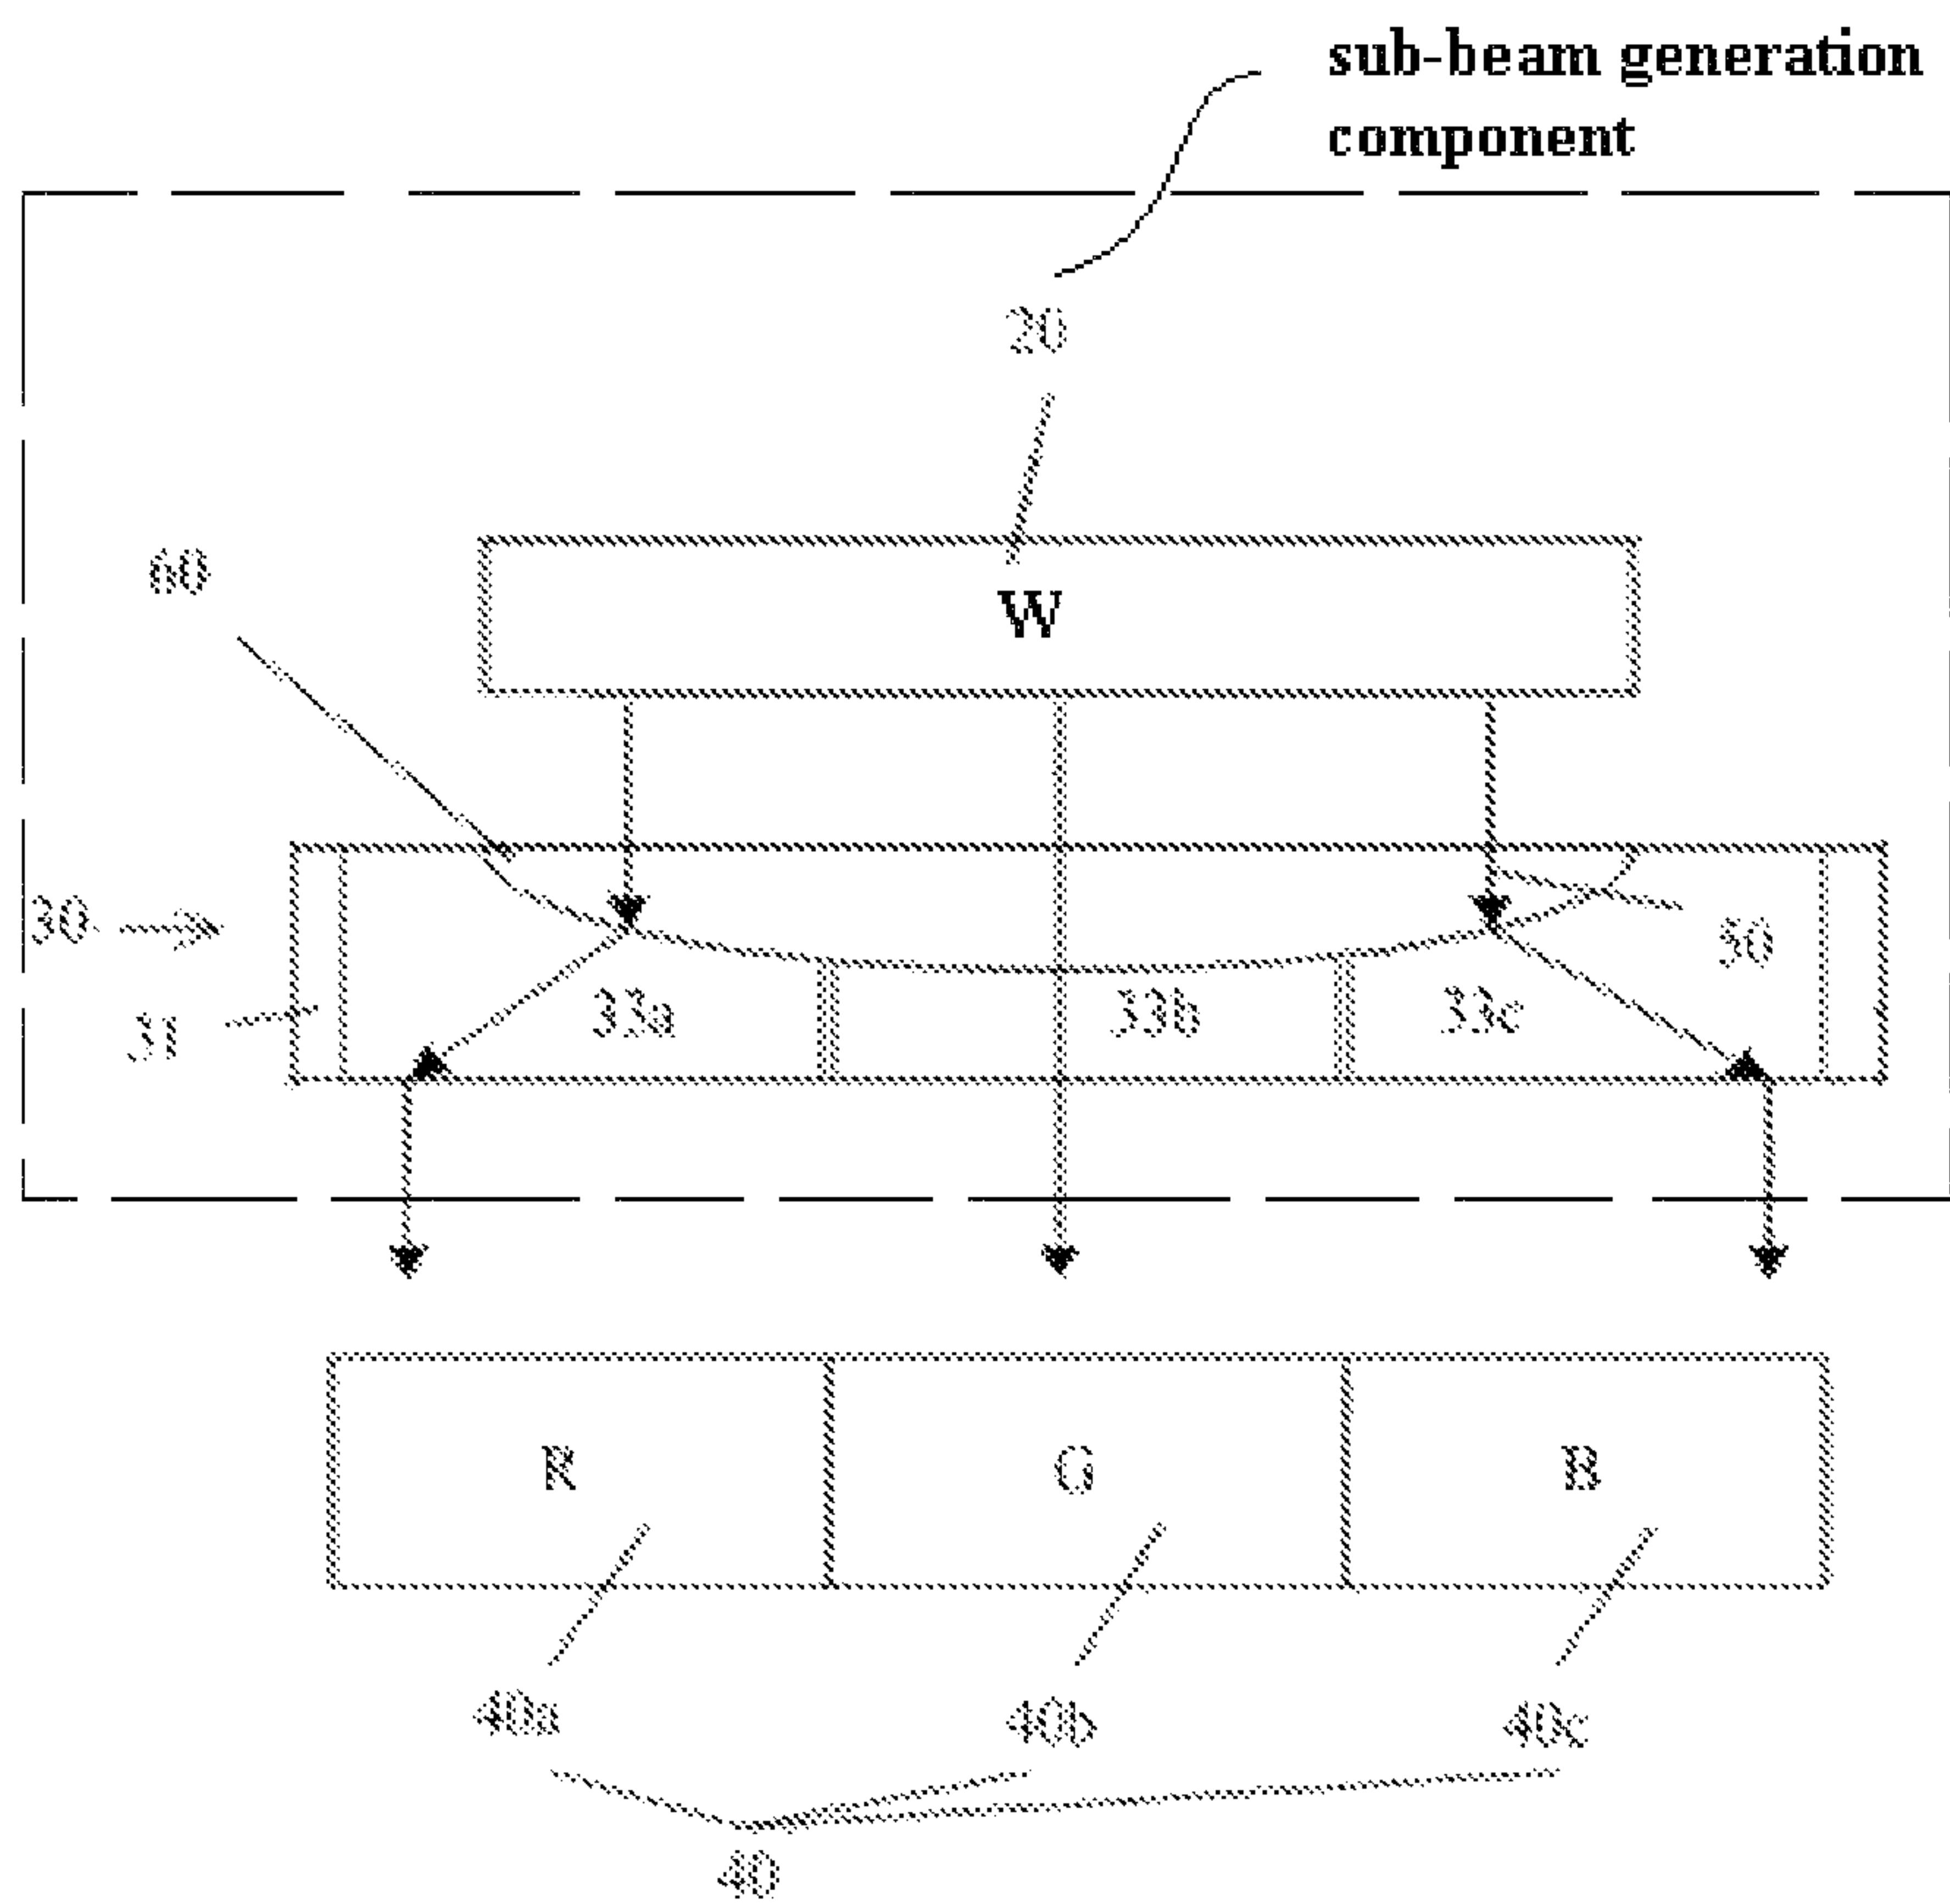 sub-beam generation
component
20
60
W
30
50
31
33a
33b
33c
R
G
B
40a
40b
40c
40